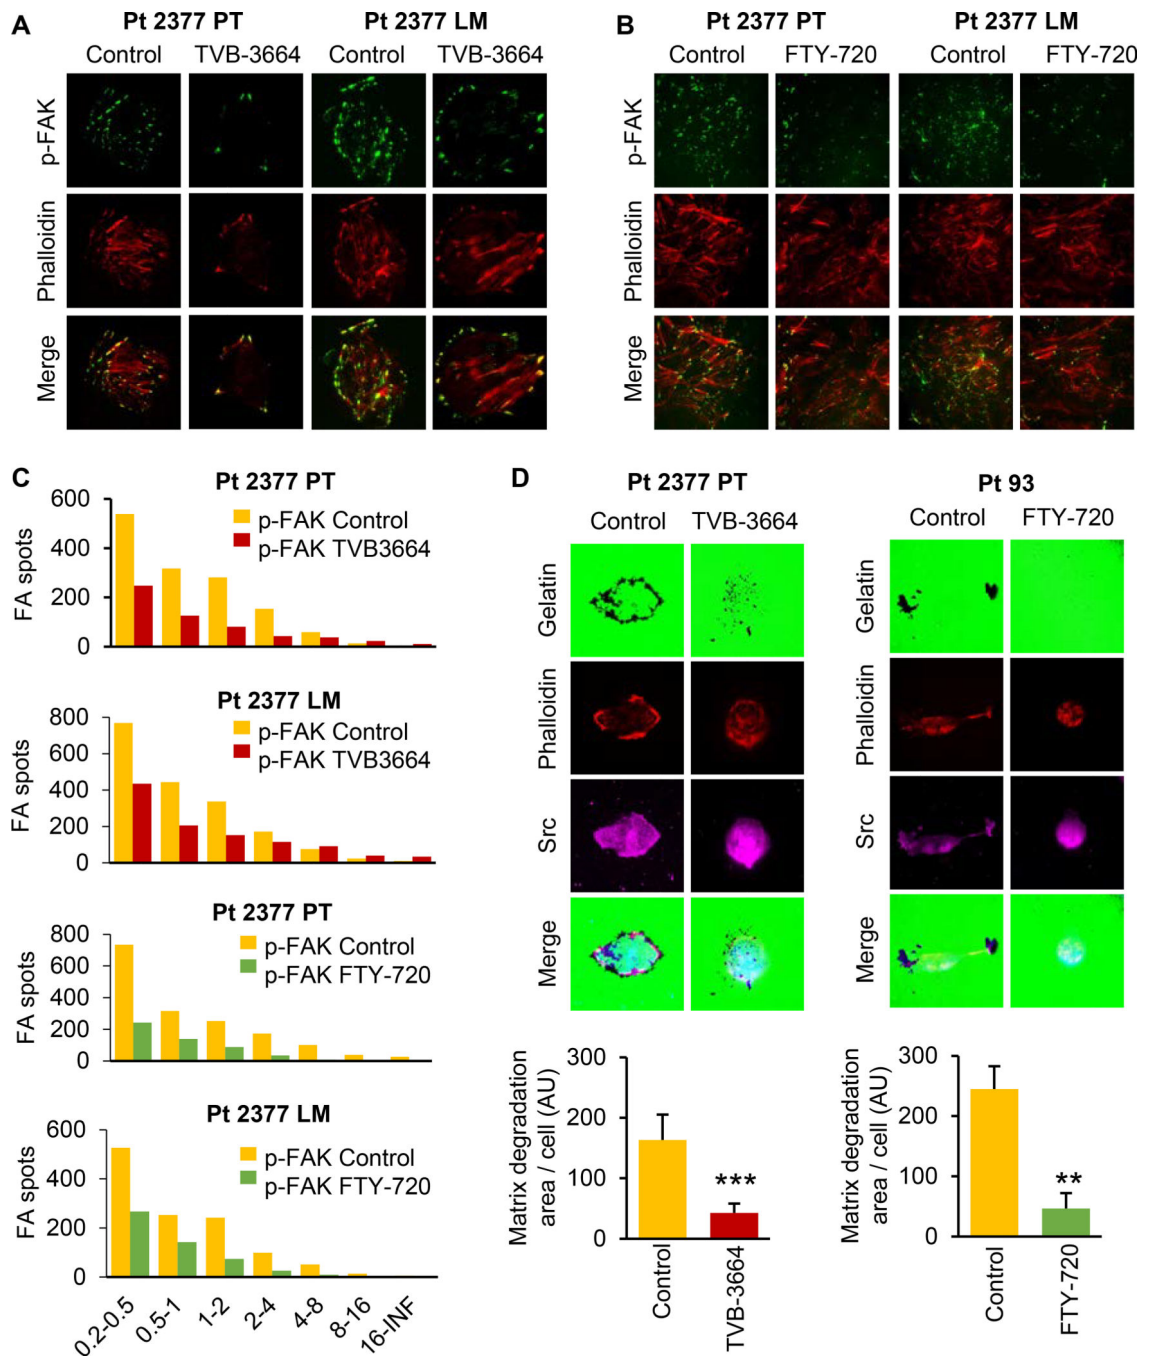 A
Pt 2377 PT
Pt 2377 LM
Control
TVB-3664
Control
TVB-3664
p-FAK
Phalloidin
Merge
B
Pt 2377 PT
Pt 2377 LM
Control
FTY-720
Control
FTY-720
p-FAK
Phalloidin
Merge
C
Pt 2377 PT
p-FAK Control
p-FAK TVB3664
FA spots
600
400
200
0
Pt 2377 LM
p-FAK Control
p-FAK TVB3664
FA spots
800
600
400
200
0
Pt 2377 PT
p-FAK Control
p-FAK FTY-720
FA spots
800
600
400
200
0
Pt 2377 LM
p-FAK Control
p-FAK FTY-720
FA spots
600
400
200
0
0.2-0.5
0.5-1
1-2
2-4
4-8
8-16
16-INF
D
Pt 2377 PT
Control
TVB-3664
Gelatin
Phalloidin
Src
Merge
Pt 93
Control
FTY-720
Gelatin
Phalloidin
Src
Merge
Matrix degradation
area / cell (AU)
300
200
100
0
***
Control
TVB-3664
Matrix degradation
area / cell (AU)
300
200
100
0
**
Control
FTY-720